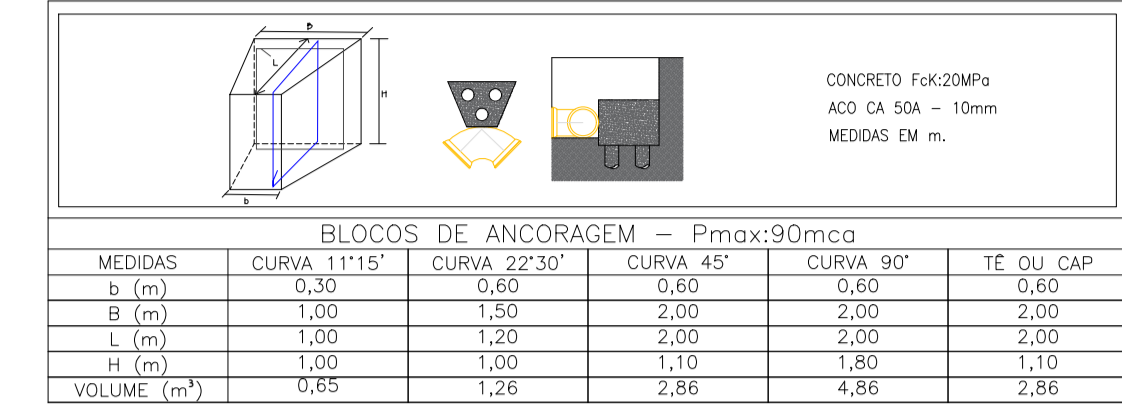 B
L
H
b
CONCRETO FcK:20MPa
ACO CA 50A - 10mm
MEDIDAS EM m.
BLOCOS DE ANCORAGEM - Pmax:90mca
MEDIDAS CURVA 11°15' CURVA 22°30' CURVA 45° CURVA 90° TÊ OU CAP
b (m) 0,30 0,60 0,60 0,60 0,60
B (m) 1,00 1,50 2,00 2,00 2,00
L (m) 1,00 1,20 2,00 2,00 2,00
H (m) 1,00 1,00 1,10 1,80 1,10
VOLUME (m³) 0,65 1,26 2,86 4,86 2,86